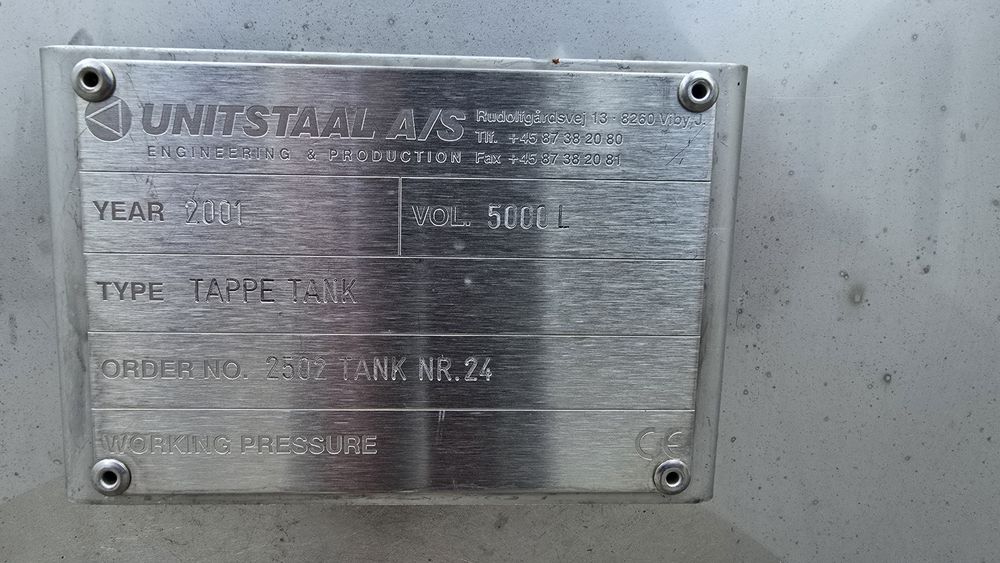 UNITSTAAL A/S
ENGINEERING & PRODUCTION
Rudolfgårdsvej 13 · 8260 Viby J.
Tlf. +45 87 38 20 80
Fax +45 87 38 20 81
YEAR 2001 VOL. 5000 L
TYPE TAPPE TANK
ORDER NO. 2502 TANK NR.24
WORKING PRESSURE CE